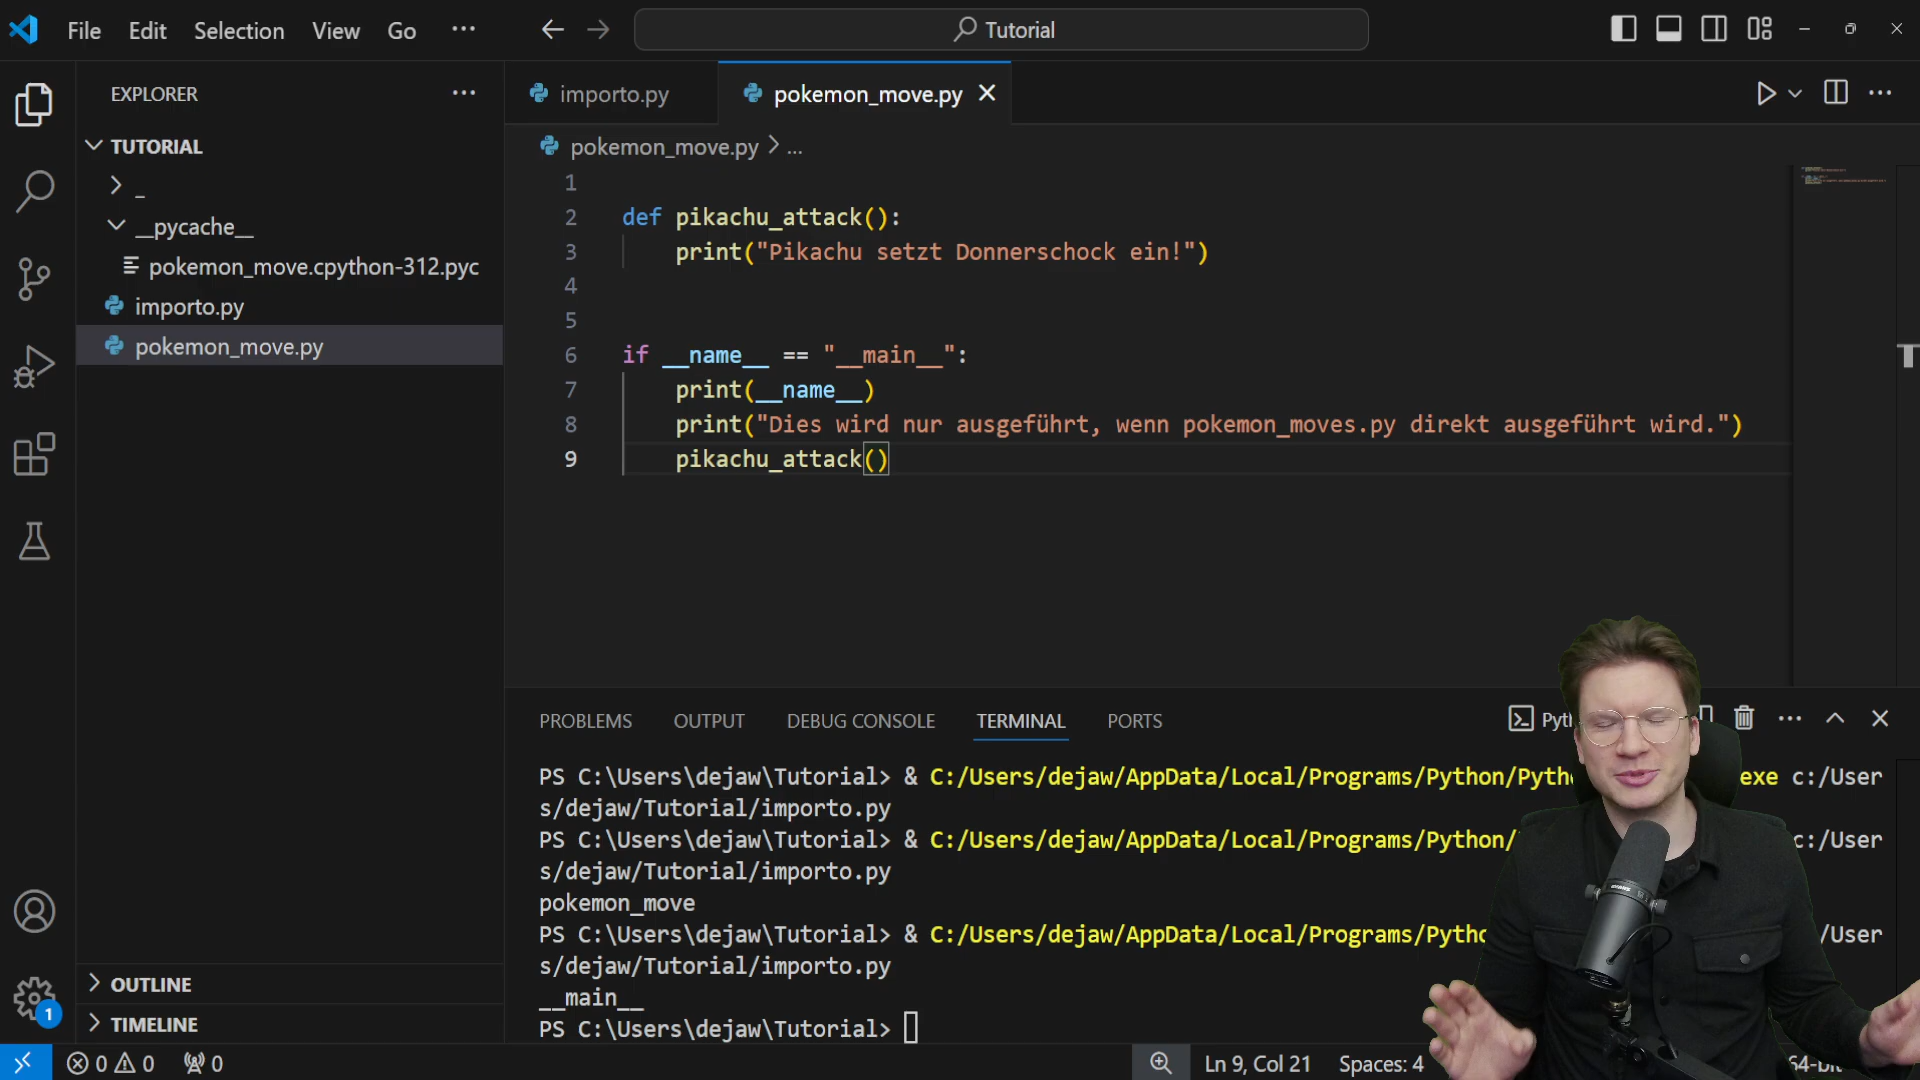 File Edit Selection View Go ···
Tutorial
EXPLORER
TUTORIAL
_
__pycache__
pokemon_move.cpython-312.pyc
importo.py
pokemon_move.py
OUTLINE
TIMELINE
importo.py pokemon_move.py
pokemon_move.py > ...
1
2 def pikachu_attack():
3 print("Pikachu setzt Donnerschock ein!")
4
5
6 if __name__ == "__main__":
7 print(__name__)
8 print("Dies wird nur ausgeführt, wenn pokemon_moves.py direkt ausgeführt wird.")
9 pikachu_attack()
PROBLEMS OUTPUT DEBUG CONSOLE TERMINAL PORTS
PS C:\Users\dejaw\Tutorial> & C:/Users/dejaw/AppData/Local/Programs/Python/Pyth exe c:/User
s/dejaw/Tutorial/importo.py
PS C:\Users\dejaw\Tutorial> & C:/Users/dejaw/AppData/Local/Programs/Python/ c:/User
s/dejaw/Tutorial/importo.py
pokemon_move
PS C:\Users\dejaw\Tutorial> & C:/Users/dejaw/AppData/Local/Programs/Pytho /User
s/dejaw/Tutorial/importo.py
__main__
PS C:\Users\dejaw\Tutorial>
1
0 0 0 Ln 9, Col 21 Spaces: 4